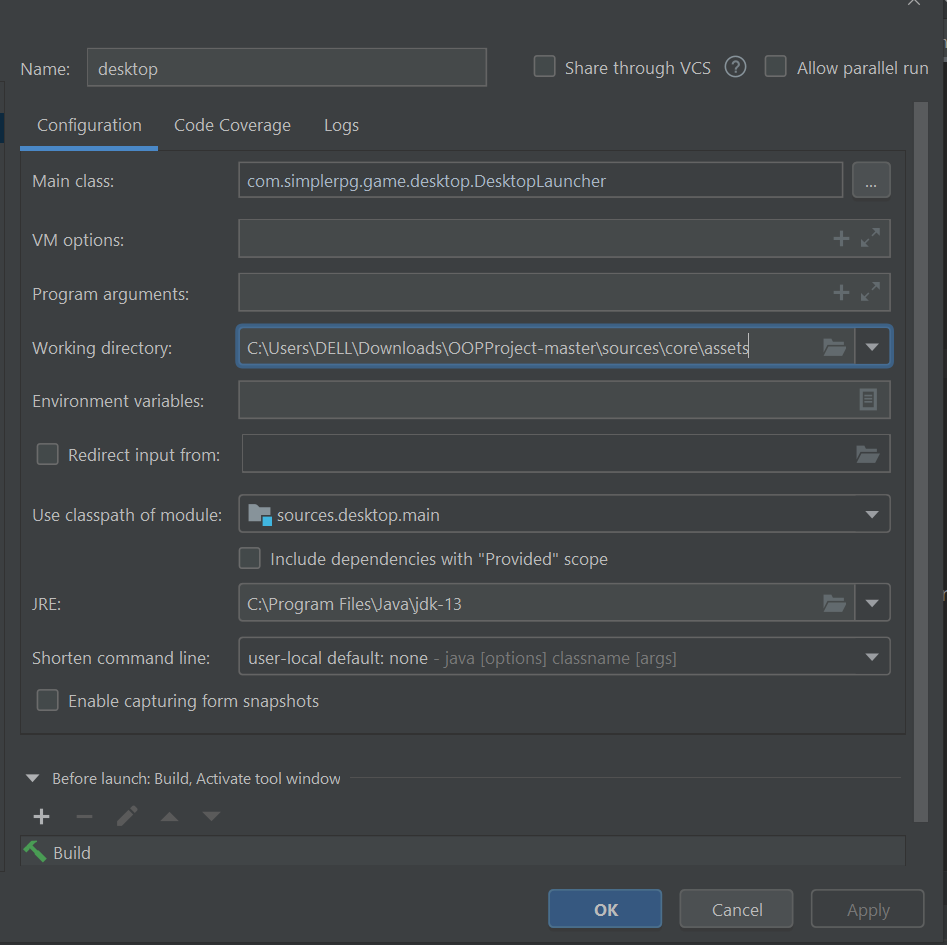 Name: desktop Share through VCS ? Allow parallel run
Configuration Code Coverage Logs
Main class: com.simplerpg.game.desktop.DesktopLauncher ...
VM options:
Program arguments:
Working directory: C:\Users\DELL\Downloads\OOPProject-master\sources\core\assets
Environment variables:
Redirect input from:
Use classpath of module: sources.desktop.main
Include dependencies with "Provided" scope
JRE: C:\Program Files\Java\jdk-13
Shorten command line: user-local default: none - java [options] classname [args]
Enable capturing form snapshots
Before launch: Build, Activate tool window
Build
OK Cancel Apply